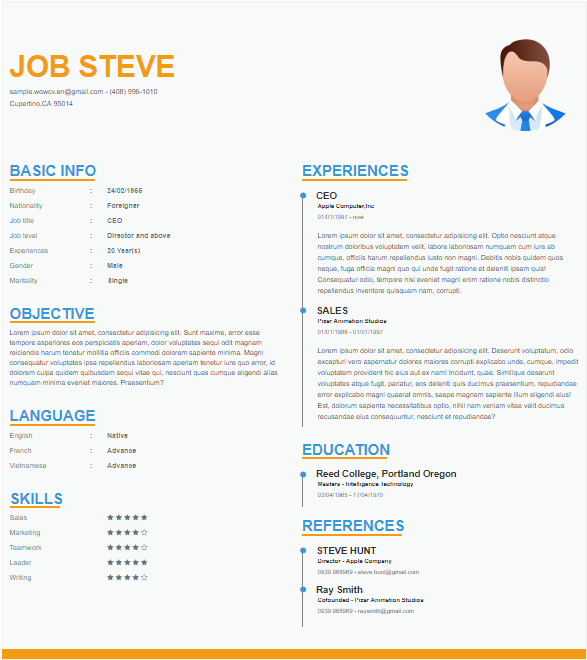 JOB STEVE
sample.wowcv.en@gmail.com - (408) 996-1010
Cupertino,CA 95014
BASIC INFO
Birthday : 24/02/1955
Nationality : Foreigner
Job title : CEO
Job level : Director and above
Experiences : 20 Year(s)
Gender : Male
Maritality : Single
OBJECTIVE
Lorem ipsum dolor sit amet, consectetur adipisicing elit. Sunt maxime, error esse
tempore asperiores eos perspiciatis aperiam, dolor voluptates sequi odit magnam
reiciendis harum tenetur mollitia officiis commodi dolorem sapiente minima. Magni
consequatur voluptates ipsa repellendus laborum itaque quam, error in quos a quidem, id
dolorem culpa quidem quibusdam sequi vitae, nesciunt quas cumque eligendi alias
numquam minima eveniet maiores. Praesentium?
LANGUAGE
English : Native
French : Advance
Vietnamese : Advance
SKILLS
Sales ★★★★★
Marketing ★★★★☆
Teamwork ★★★★☆
Leader ★★★★★
Writing ★★★★☆
EXPERIENCES
CEO
Apple Computer,Inc
01/01/1997 - now
Lorem ipsum dolor sit amet, consectetur adipisicing elit. Optio nesciunt autem quos
nostrum doloribus voluptatem velit, labore laboriosam numquam cum iure ab
cumque, officiis harum repellendus iusto non magni. Debitis nobis quidem quos
neque, fuga officia magni quo qui unde fugit ratione et deleniti ipsam quis!
Consequatur odio, tempore nisi eveniet magni enim ratione nobis distinctio
repellendus inventore quisquam nam, corrupti.
SALES
Pizar Animation Studios
01/01/1986 - 01/01/1997
Lorem ipsum dolor sit amet, consectetur adipisicing elit. Deserunt voluptatum, odio
excepturi vero aspernatur dolores maiores corrupti explicabo unde, cumque, impedit
voluptatem provident hic eius aut ex nam! Incidunt, quae. Similique deserunt
voluptas atque fugit, pariatur, eos deleniti eius ducimus praesentium, repudiandae
error explicabo magni quaerat omnis, saepe magnam sapiente mollitia illum eligendi!
Est, dolorum sapiente necessitatibus optio, nihil nam veniam vitae velit ducimus
recusandae eius consequuntur, nesciunt et repudiandae?
EDUCATION
Reed College, Portland Oregon
Masters - Intelligence Technology
03/04/1965 - 17/04/1970
REFERENCES
STEVE HUNT
Director - Apple Company
0939 968969 - steve.hunt@gmail.com
Ray Smith
Cofounded - Pizar Animation Studios
0939 968969 - raysmith@gmail.com